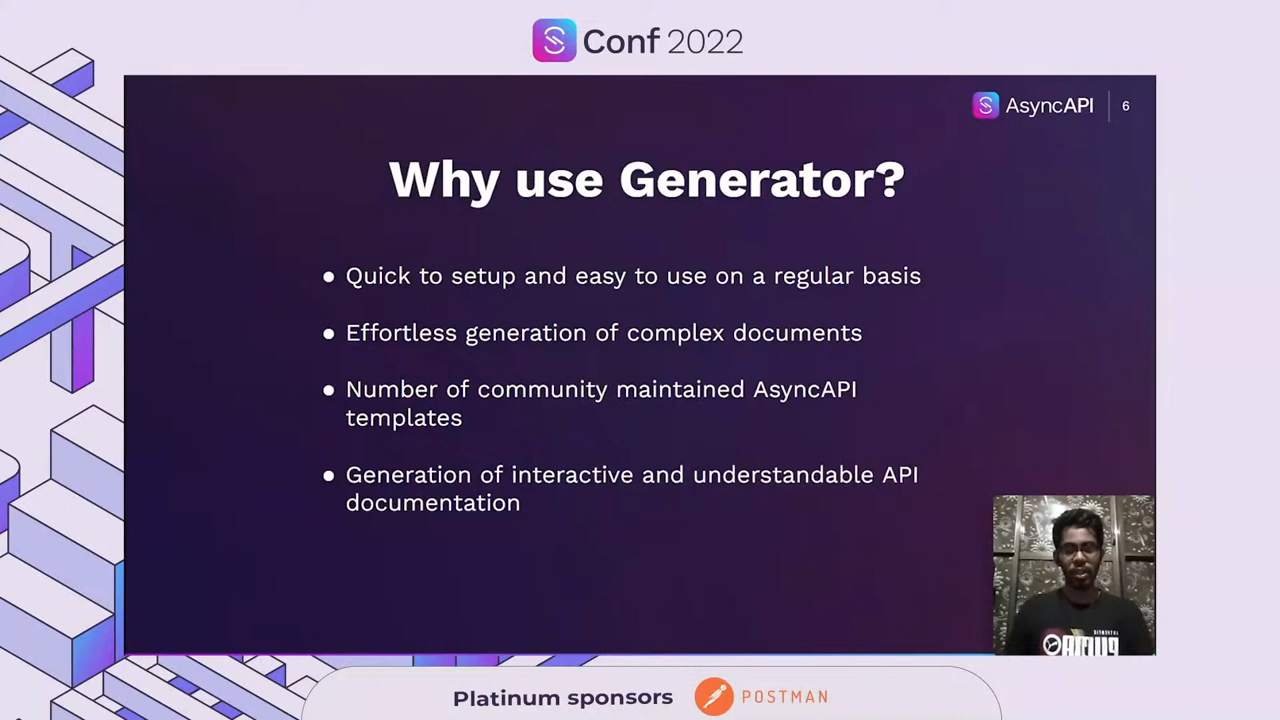 Conf 2022
AsyncAPI
6
Why use Generator?
● Quick to setup and easy to use on a regular basis
● Effortless generation of complex documents
● Number of community maintained AsyncAPI
templates
● Generation of interactive and understandable API
documentation
Platinum sponsors
POSTMAN